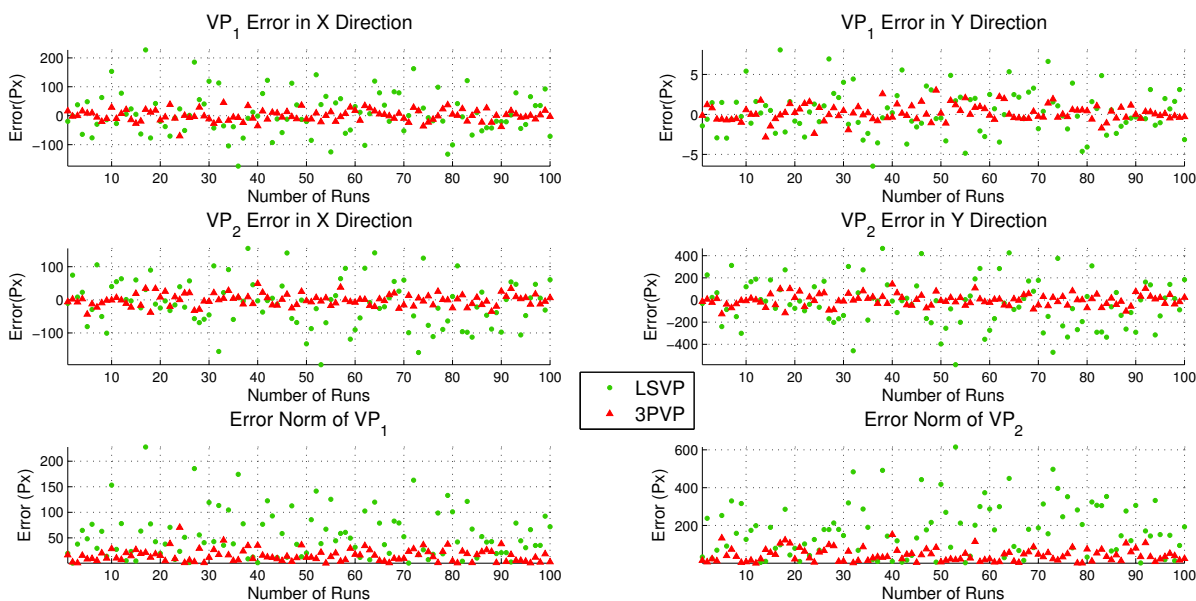 VP1 Error in X Direction
Error(Px)
200
100
0
−100
10 20 30 40 50 60 70 80 90 100
Number of Runs
VP1 Error in Y Direction
Error(Px)
5
0
−5
10 20 30 40 50 60 70 80 90 100
Number of Runs
VP2 Error in X Direction
Error(Px)
100
0
−100
10 20 30 40 50 60 70 80 90 100
Number of Runs
VP2 Error in Y Direction
Error(Px)
400
200
0
−200
−400
10 20 30 40 50 60 70 80 90 100
Number of Runs
LSVP
3PVP
Error Norm of VP1
Error (Px)
200
150
100
50
10 20 30 40 50 60 70 80 90 100
Number of Runs
Error Norm of VP2
Error (Px)
600
400
200
10 20 30 40 50 60 70 80 90 100
Number of Runs